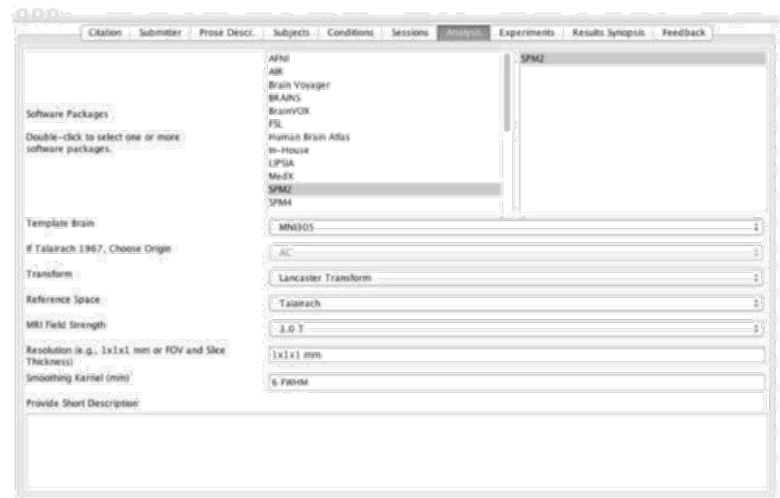 Citation Submitter Prose Descr. Subjects Conditions Sessions Analysis Experiments Results Synopsis Feedback
AFNI
AIR
Brain Voyager
BRAINS
BrainVOX
FSL
Human Brain Atlas
In-House
LIPSIA
MedX
SPM2
SPM4
SPM2
Software Packages
Double-click to select one or more
software packages.
Template Brain
MNI305
If Talairach 1967, Choose Origin
AC
Transform
Lancaster Transform
Reference Space
Talairach
MRI Field Strength
3.0 T
Resolution (e.g., 1x1x1 mm or FOV and Slice
Thickness)
1x1x1 mm
Smoothing Kernel (mm)
6 FWHM
Provide Short Description